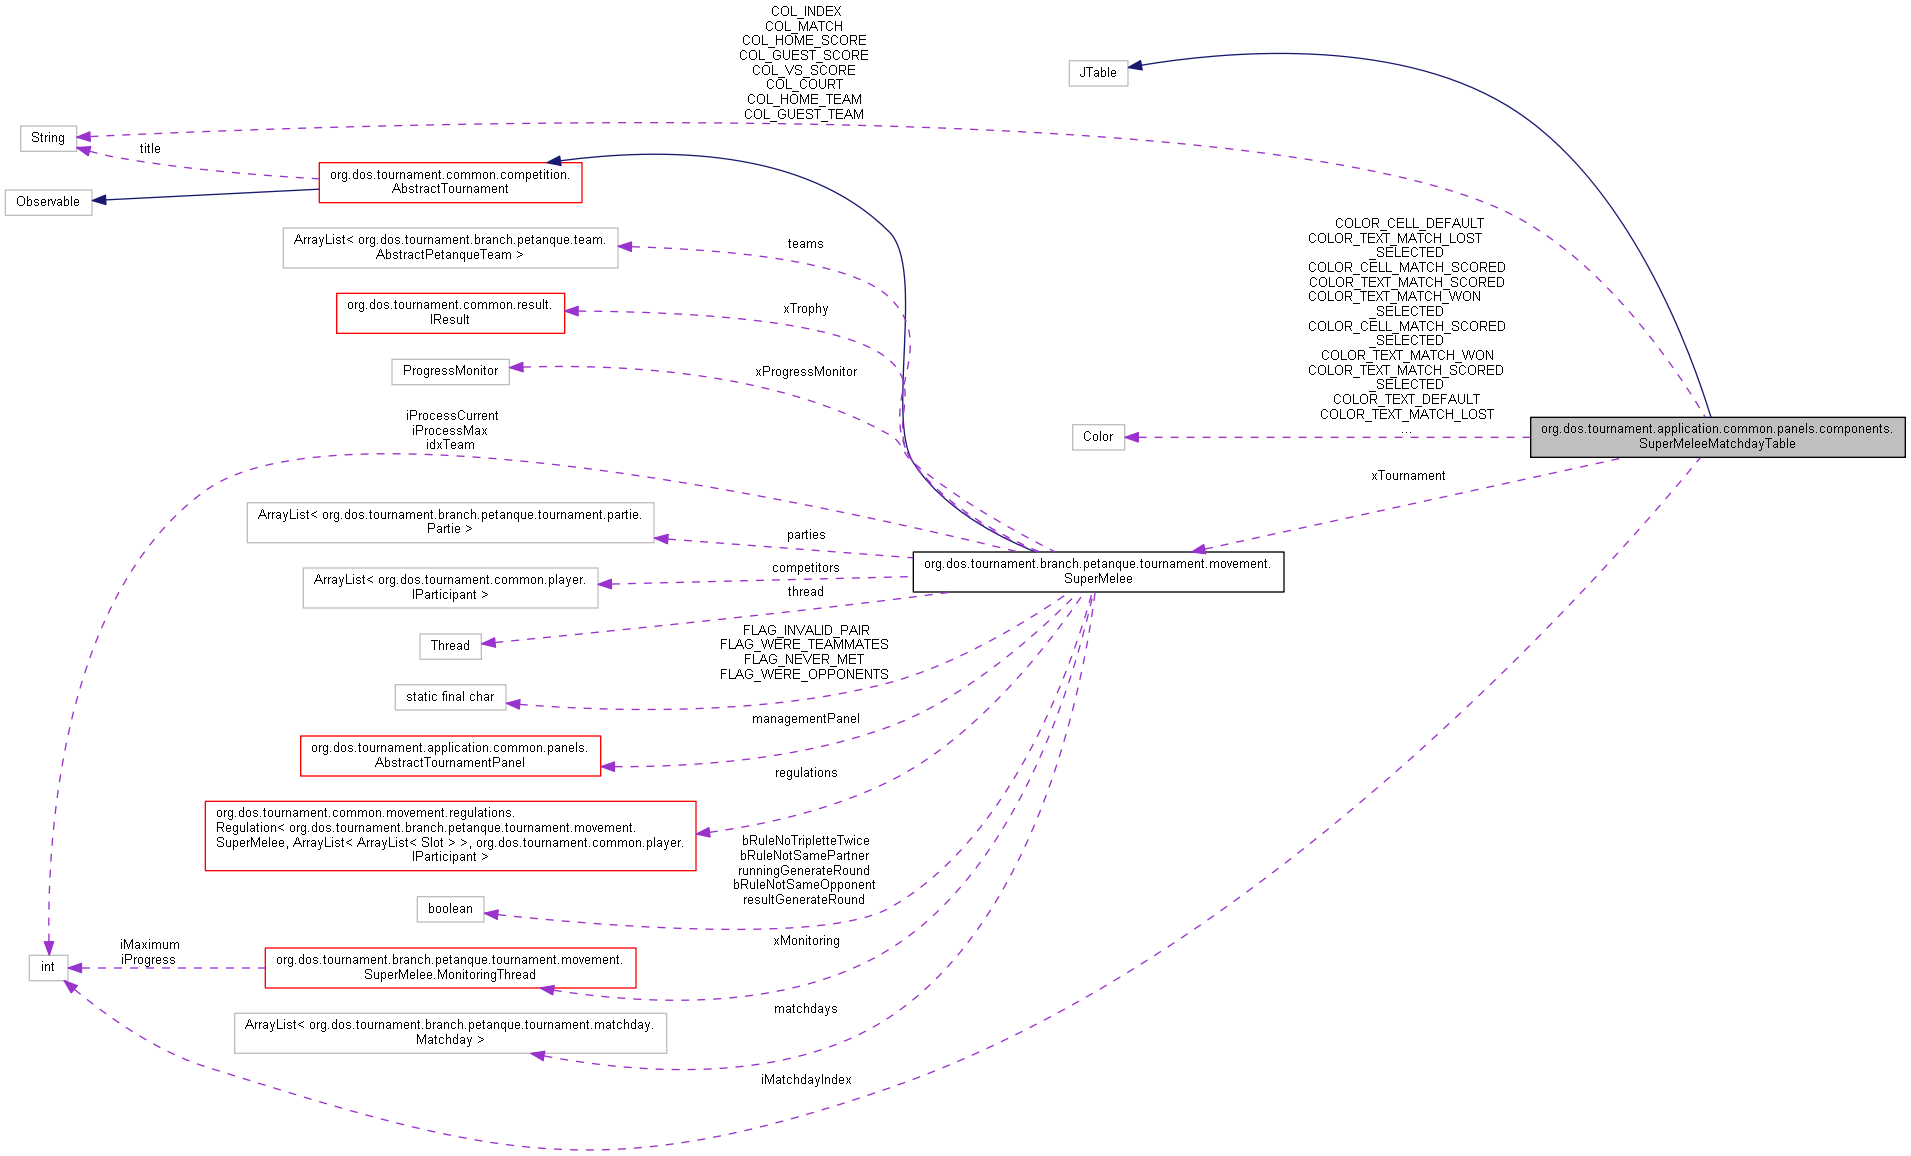 COL_INDEX
COL_MATCH
COL_HOME_SCORE
COL_GUEST_SCORE
COL_VS_SCORE
COL_COURT
COL_HOME_TEAM
COL_GUEST_TEAM
JTable
String
title
org.dos.tournament.common.competition.
AbstractTournament
Observable
ArrayList< org.dos.tournament.branch.petanque.team.
AbstractPetanqueTeam >
teams
COLOR_CELL_DEFAULT
COLOR_TEXT_MATCH_LOST
_SELECTED
COLOR_CELL_MATCH_SCORED
COLOR_TEXT_MATCH_SCORED
COLOR_TEXT_MATCH_WON
_SELECTED
COLOR_CELL_MATCH_SCORED
_SELECTED
COLOR_TEXT_MATCH_WON
COLOR_TEXT_MATCH_SCORED
_SELECTED
COLOR_TEXT_DEFAULT
COLOR_TEXT_MATCH_LOST
...
org.dos.tournament.common.result.
IResult
xTrophy
ProgressMonitor
xProgressMonitor
iProcessCurrent
iProcessMax
idxTeam
Color
org.dos.tournament.application.common.panels.components.
SuperMeleeMatchdayTable
xTournament
ArrayList< org.dos.tournament.branch.petanque.tournament.partie.
Partie >
parties
org.dos.tournament.branch.petanque.tournament.movement.
SuperMelee
ArrayList< org.dos.tournament.common.player.
IParticipant >
competitors
thread
Thread
FLAG_INVALID_PAIR
FLAG_WERE_TEAMMATES
FLAG_NEVER_MET
FLAG_WERE_OPPONENTS
static final char
managementPanel
org.dos.tournament.application.common.panels.
AbstractTournamentPanel
regulations
org.dos.tournament.common.movement.regulations.
Regulation< org.dos.tournament.branch.petanque.tournament.movement.
SuperMelee, ArrayList< ArrayList< Slot > >, org.dos.tournament.common.player.
IParticipant >
bRuleNoTripletteTwice
bRuleNotSamePartner
runningGenerateRound
bRuleNotSameOpponent
resultGenerateRound
boolean
xMonitoring
iMaximum
iProgress
int
org.dos.tournament.branch.petanque.tournament.movement.
SuperMelee.MonitoringThread
matchdays
ArrayList< org.dos.tournament.branch.petanque.tournament.matchday.
Matchday >
iMatchdayIndex